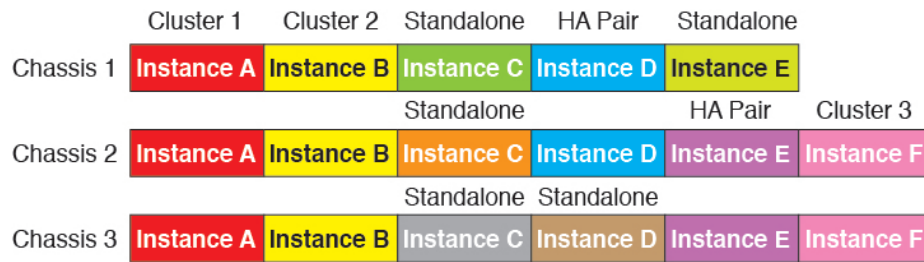 Cluster 1 Cluster 2 Standalone HA Pair Standalone
Chassis 1 Instance A Instance B Instance C Instance D Instance E
Standalone HA Pair Cluster 3
Chassis 2 Instance A Instance B Instance C Instance D Instance E Instance F
Standalone Standalone
Chassis 3 Instance A Instance B Instance C Instance D Instance E Instance F